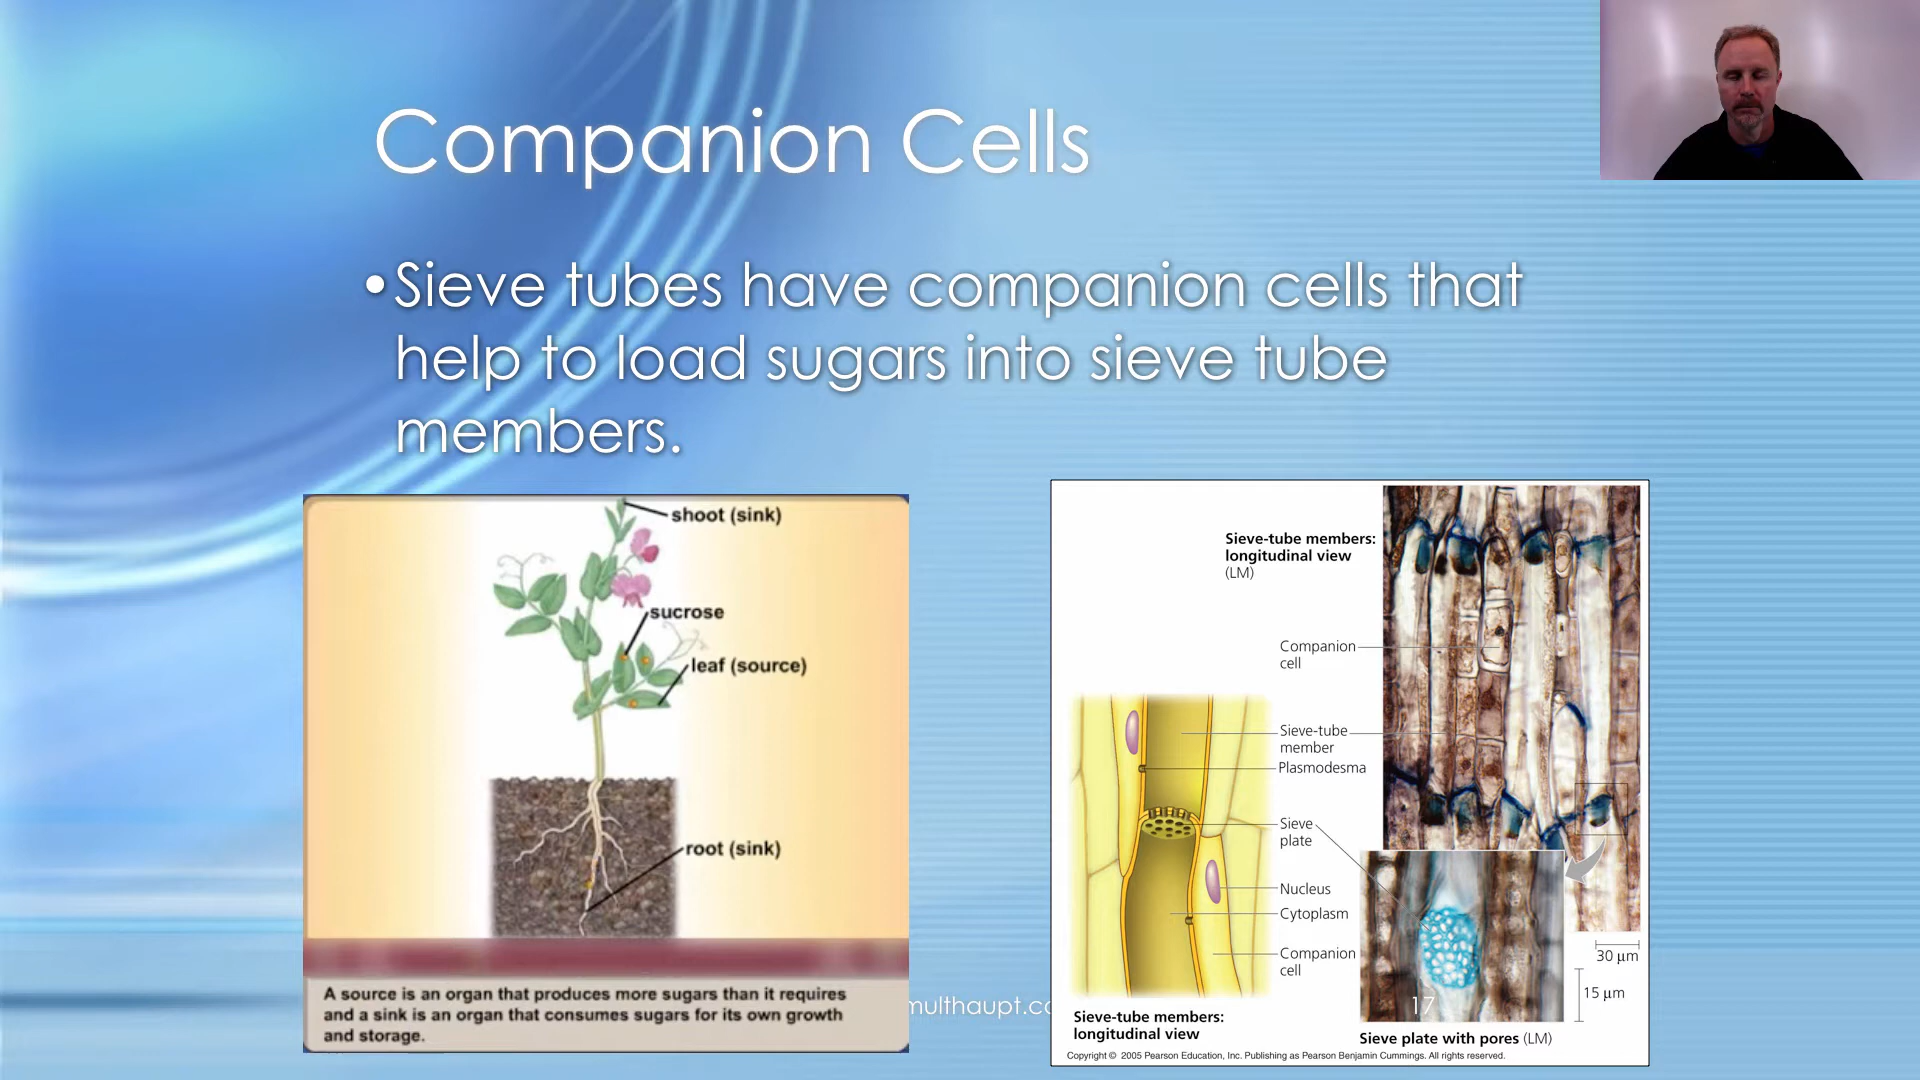 Companion Cells
•Sieve tubes have companion cells that
help to load sugars into sieve tube
members.
shoot (sink)
sucrose
leaf (source)
root (sink)
A source is an organ that produces more sugars than it requires
and a sink is an organ that consumes sugars for its own growth
and storage.
Sieve-tube members:
longitudinal view
(LM)
Companion
cell
Sieve-tube
member
Plasmodesma
Sieve
plate
Nucleus
Cytoplasm
Companion
cell
30 µm
15 µm
17
Sieve-tube members:
longitudinal view
Sieve plate with pores (LM)
Copyright © 2005 Pearson Education, Inc. Publishing as Pearson Benjamin Cummings. All rights reserved.